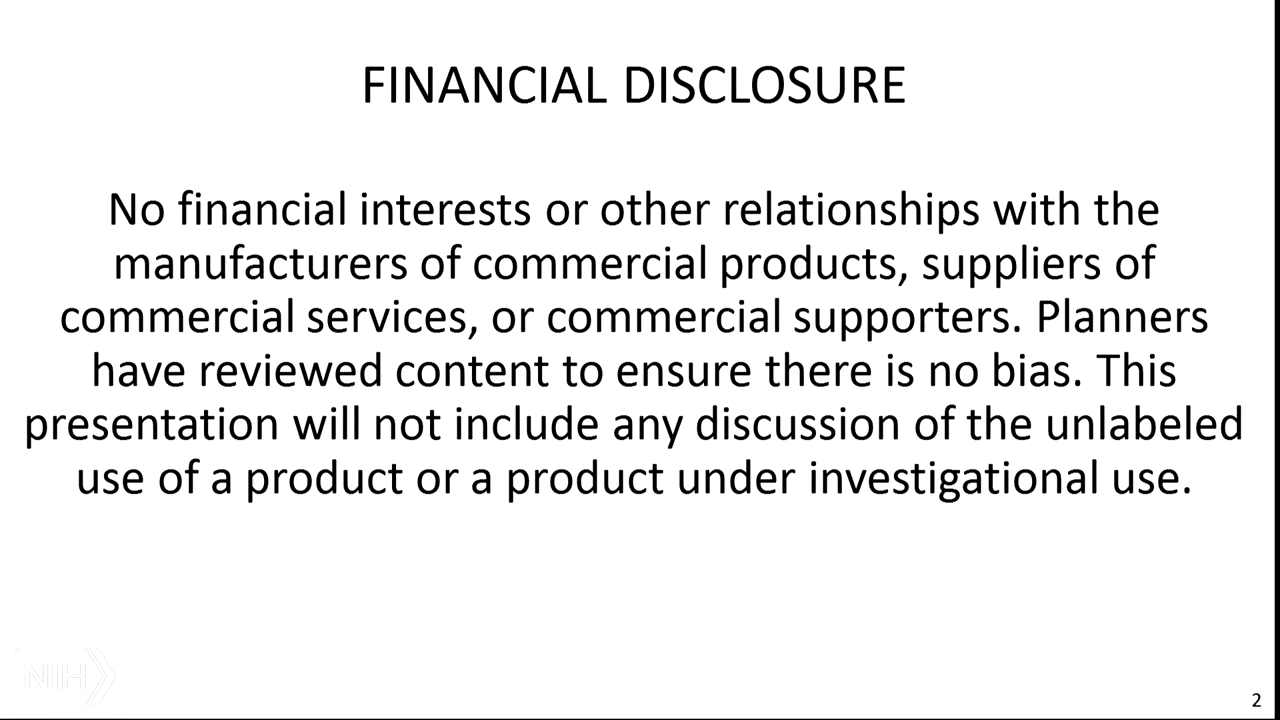 FINANCIAL DISCLOSURE
No financial interests or other relationships with the
manufacturers of commercial products, suppliers of
commercial services, or commercial supporters. Planners
have reviewed content to ensure there is no bias. This
presentation will not include any discussion of the unlabeled
use of a product or a product under investigational use.
NIH
2